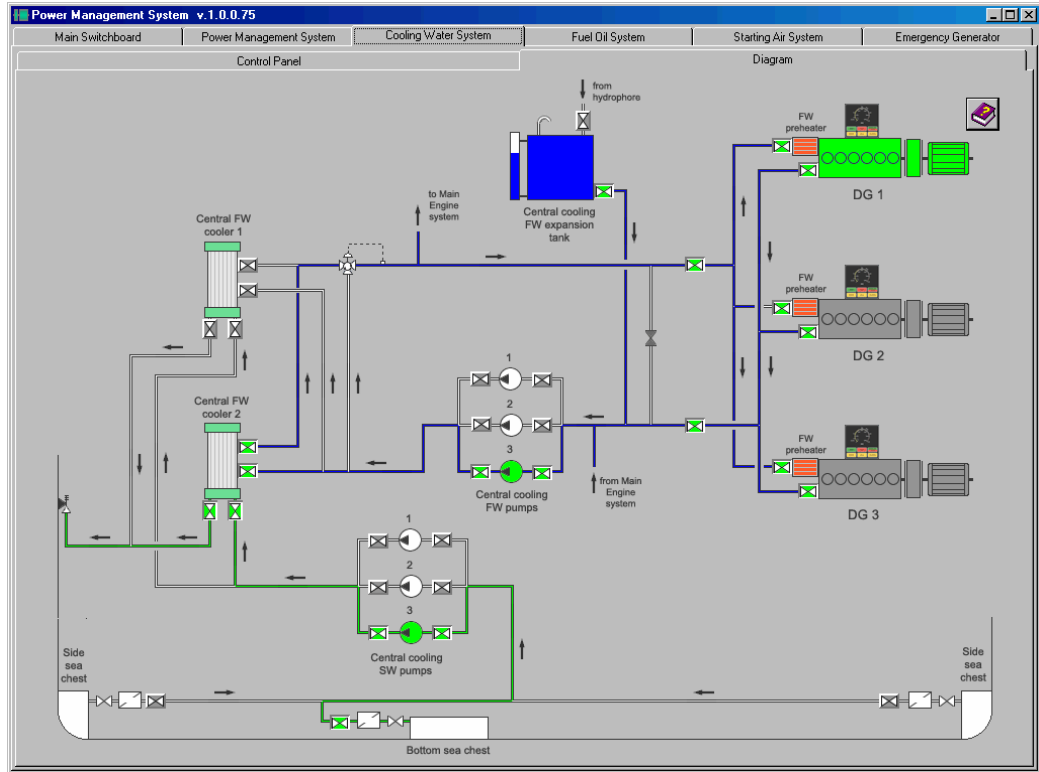 Power Management System v.1.0.0.75
Main Switchboard
Power Management System
Cooling Water System
Fuel Oil System
Starting Air System
Emergency Generator
Control Panel
Diagram
from
hydrophore
FW
preheater
DG 1
to Main
Engine
system
Central cooling
FW expansion
tank
Central FW
cooler 1
FW
preheater
DG 2
1
2
3
Central cooling
FW pumps
from Main
Engine
system
Central FW
cooler 2
FW
preheater
DG 3
1
2
3
Central cooling
SW pumps
Side
sea
chest
Side
sea
chest
Bottom sea chest